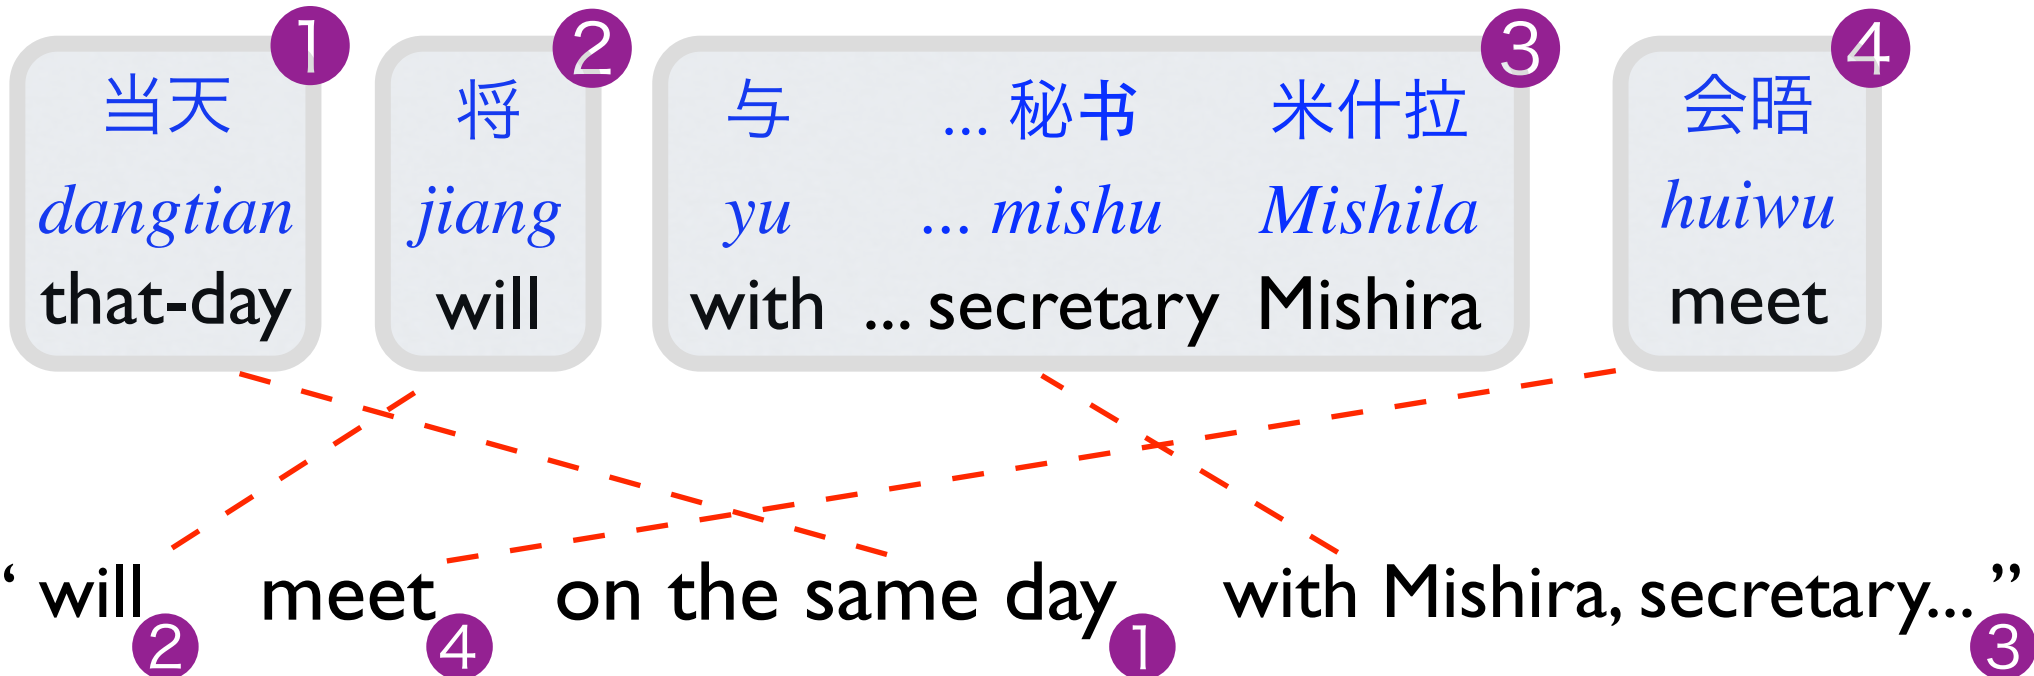 1 2 3 4
当天 将 与 ... 秘书 米什拉 会晤
dangtian jiang yu ... mishu Mishila huiwu
that-day will with ... secretary Mishira meet
‘ will meet on the same day with Mishira, secretary... ”
2 4 1 3